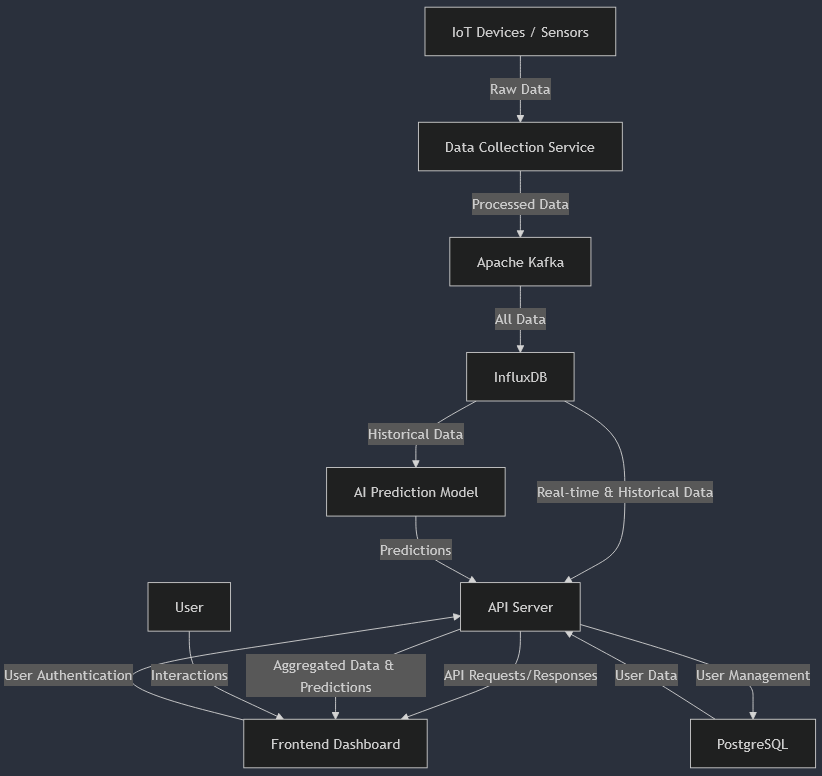 IoT Devices / Sensors
Raw Data
Data Collection Service
Processed Data
Apache Kafka
All Data
InfluxDB
Historical Data
AI Prediction Model
Real-time & Historical Data
Predictions
User
API Server
User Authentication
Interactions
Aggregated Data &
Predictions
API Requests/Responses
User Data
User Management
Frontend Dashboard
PostgreSQL